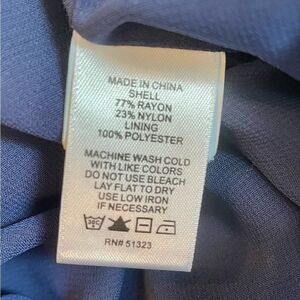 MADE IN CHINA
SHELL
77% RAYON
23% NYLON
LINING
100% POLYESTER
MACHINE WASH COLD
WITH LIKE COLORS
DO NOT USE BLEACH
LAY FLAT TO DRY
USE LOW IRON
IF NECESSARY
30C
RN# 51323